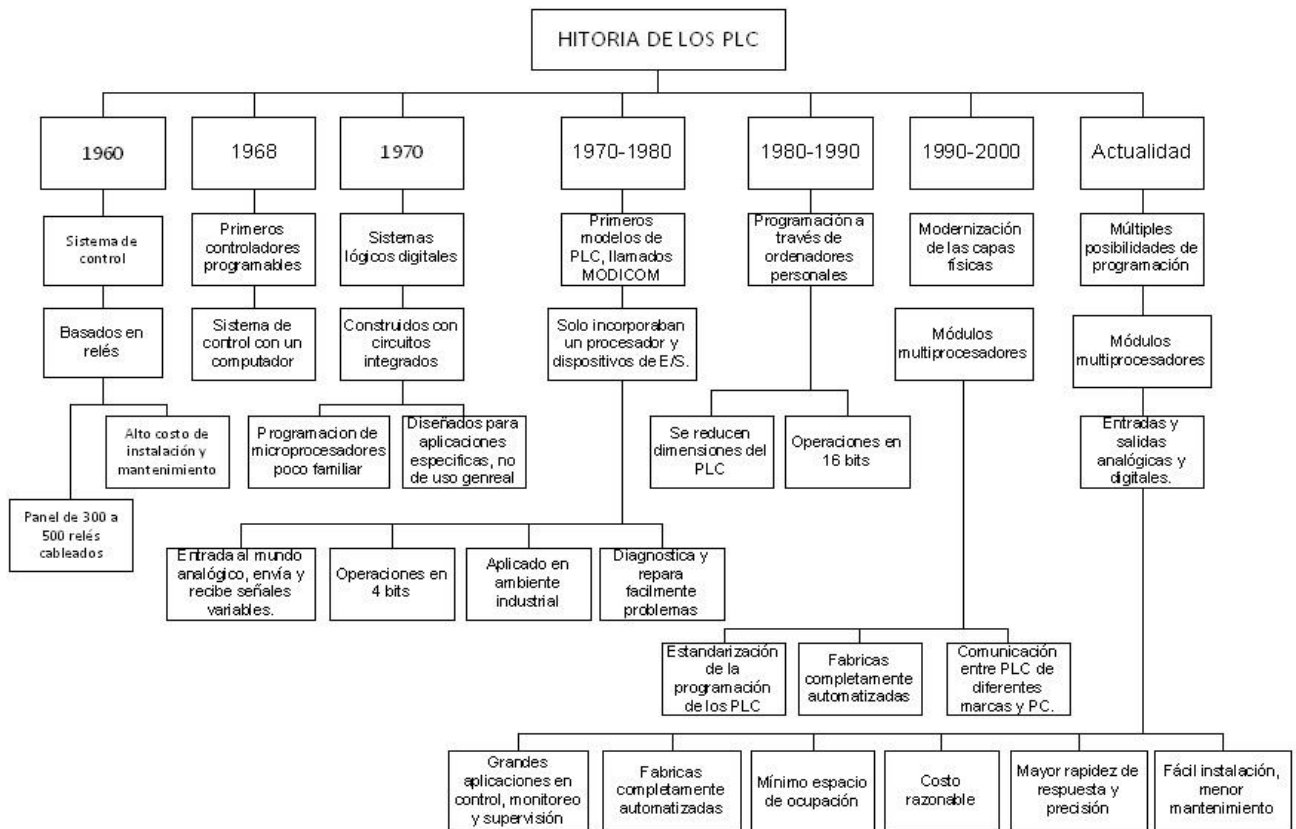 HITORIA DE LOS PLC
1960
1968
1970
1970-1980
1980-1990
1990-2000
Actualidad
Sistema de
control
Primeros
controladores
programables
Sistemas
lógicos digitales
Primeros
modelos de
PLC, llamados
MODICOM
Programación a
través de
ordenadores
personales
Modernización
de las capas
físicas
Múltiples
posibilidades de
programación
Basados en
relés
Sistema de
control con un
computador
Construidos con
circuitos
integrados
Solo incorporaban
un procesador y
dispositivos de E/S.
Módulos
multiprocesadores
Módulos
multiprocesadores
Alto costo de
instalación y
mantenimiento
Programacion de
microprocesadores
poco familiar
Diseñados para
aplicaciones
especificas, no
de uso genreal
Se reducen
dimensiones del
PLC
Operaciones en
16 bits
Entradas y
salidas
analógicas y
digitales.
Panel de 300 a
500 relés
cableados
Entrada al mundo
analógico, envía y
recibe señales
variables.
Operaciones en
4 bits
Aplicado en
ambiente
industrial
Diagnostica y
repara
facilmente
problemas
Estandarización
de la
programación
de los PLC
Fabricas
completamente
automatizadas
Comunicación
entre PLC de
diferentes
marcas y PC.
Grandes
aplicaciones en
control, monitoreo
y supervisión
Fabricas
completamente
automatizadas
Mínimo espacio
de ocupación
Costo
razonable
Mayor rapidez de
respuesta y
precisión
Fácil instalación,
menor
mantenimiento